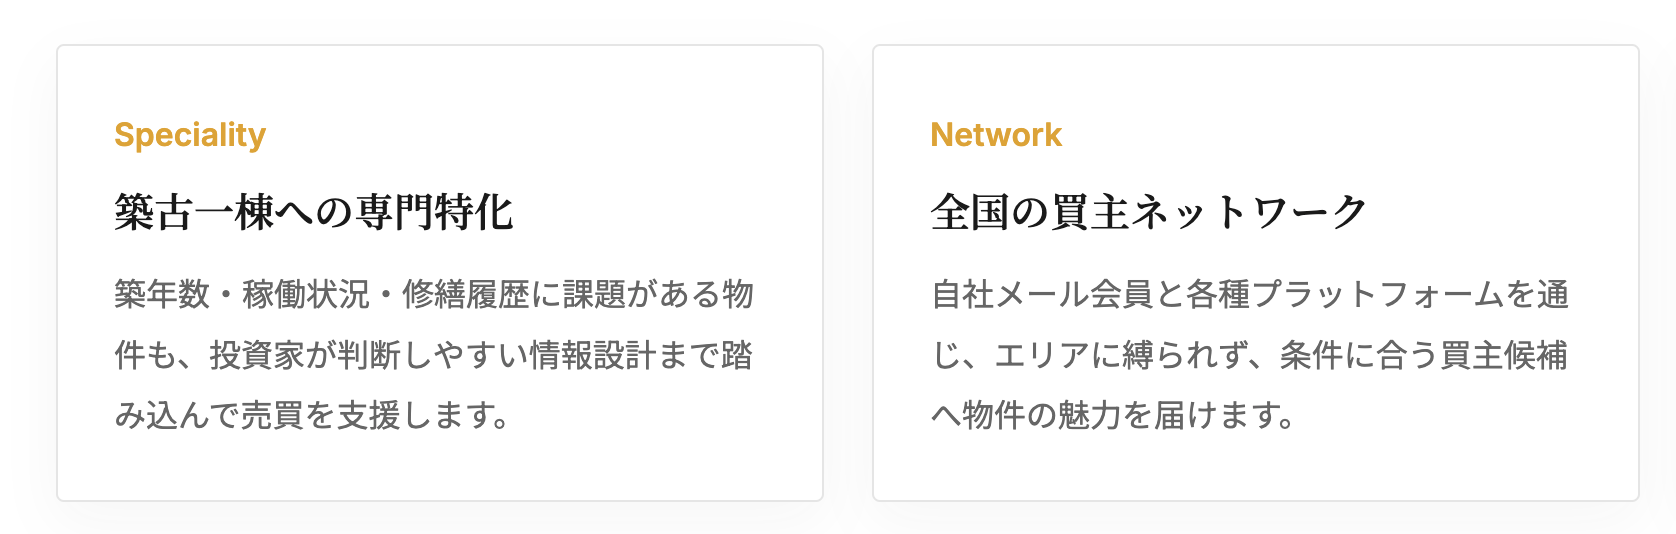 Speciality
築古一棟への専門特化
築年数・稼働状況・修繕履歴に課題がある物
件も、投資家が判断しやすい情報設計まで踏
み込んで売買を支援します。
Network
全国の買主ネットワーク
自社メール会員と各種プラットフォームを通
じ、エリアに縛られず、条件に合う買主候補
へ物件の魅力を届けます。